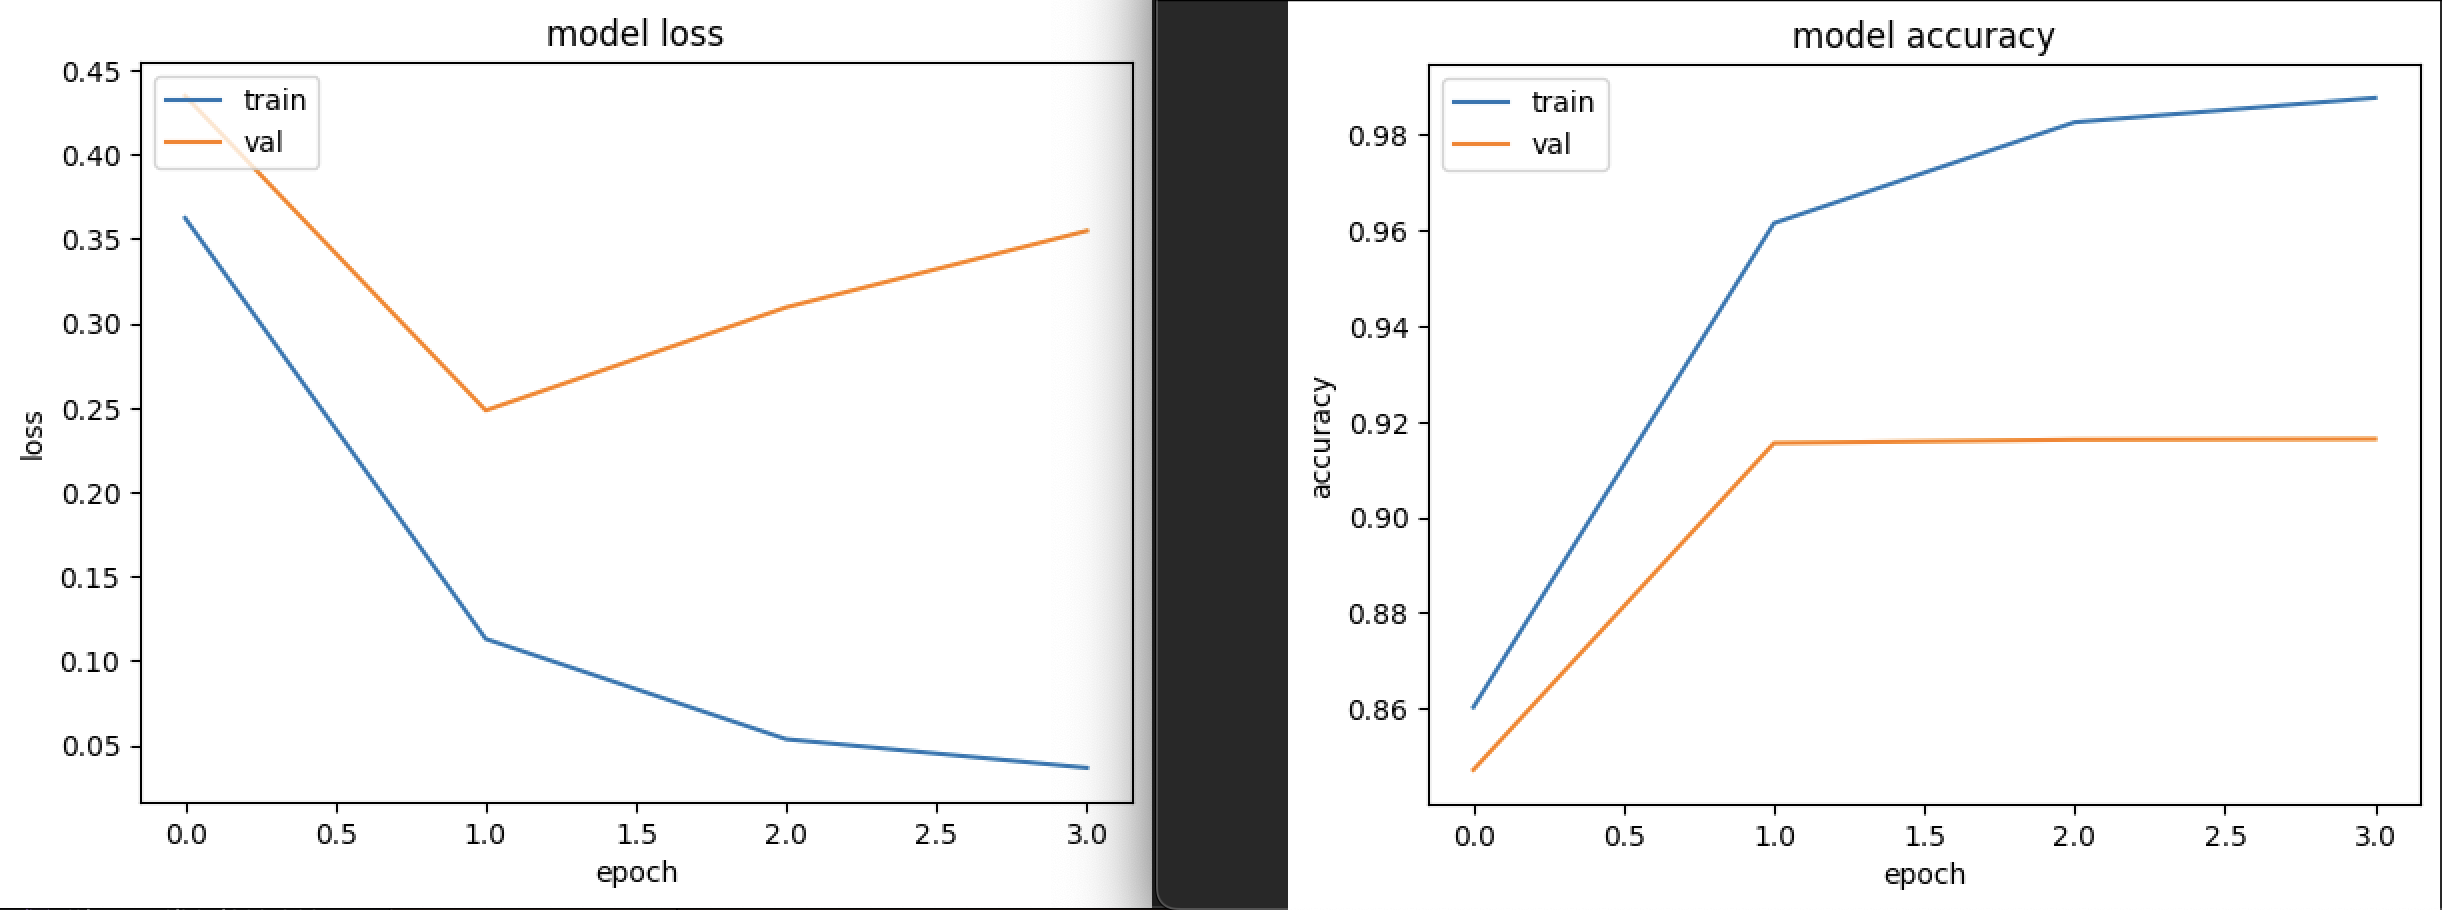 model loss
train
val
0.45
0.40
0.35
0.30
0.25
0.20
0.15
0.10
0.05
loss
0.0 0.5 1.0 1.5 2.0 2.5 3.0
epoch
model accuracy
train
val
0.98
0.96
0.94
0.92
0.90
0.88
0.86
accuracy
0.0 0.5 1.0 1.5 2.0 2.5 3.0
epoch